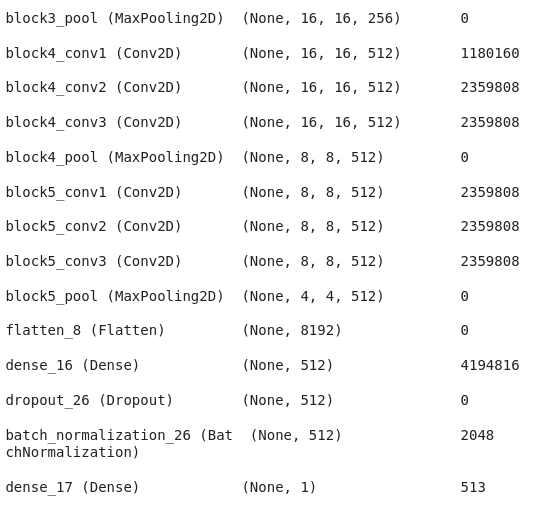 block3_pool (MaxPooling2D)  (None, 16, 16, 256)       0
block4_conv1 (Conv2D)       (None, 16, 16, 512)       1180160
block4_conv2 (Conv2D)       (None, 16, 16, 512)       2359808
block4_conv3 (Conv2D)       (None, 16, 16, 512)       2359808
block4_pool (MaxPooling2D)  (None, 8, 8, 512)         0
block5_conv1 (Conv2D)       (None, 8, 8, 512)         2359808
block5_conv2 (Conv2D)       (None, 8, 8, 512)         2359808
block5_conv3 (Conv2D)       (None, 8, 8, 512)         2359808
block5_pool (MaxPooling2D)  (None, 4, 4, 512)         0
flatten_8 (Flatten)         (None, 8192)              0
dense_16 (Dense)            (None, 512)               4194816
dropout_26 (Dropout)        (None, 512)               0
batch_normalization_26 (Bat  (None, 512)              2048
chNormalization)
dense_17 (Dense)            (None, 1)                 513